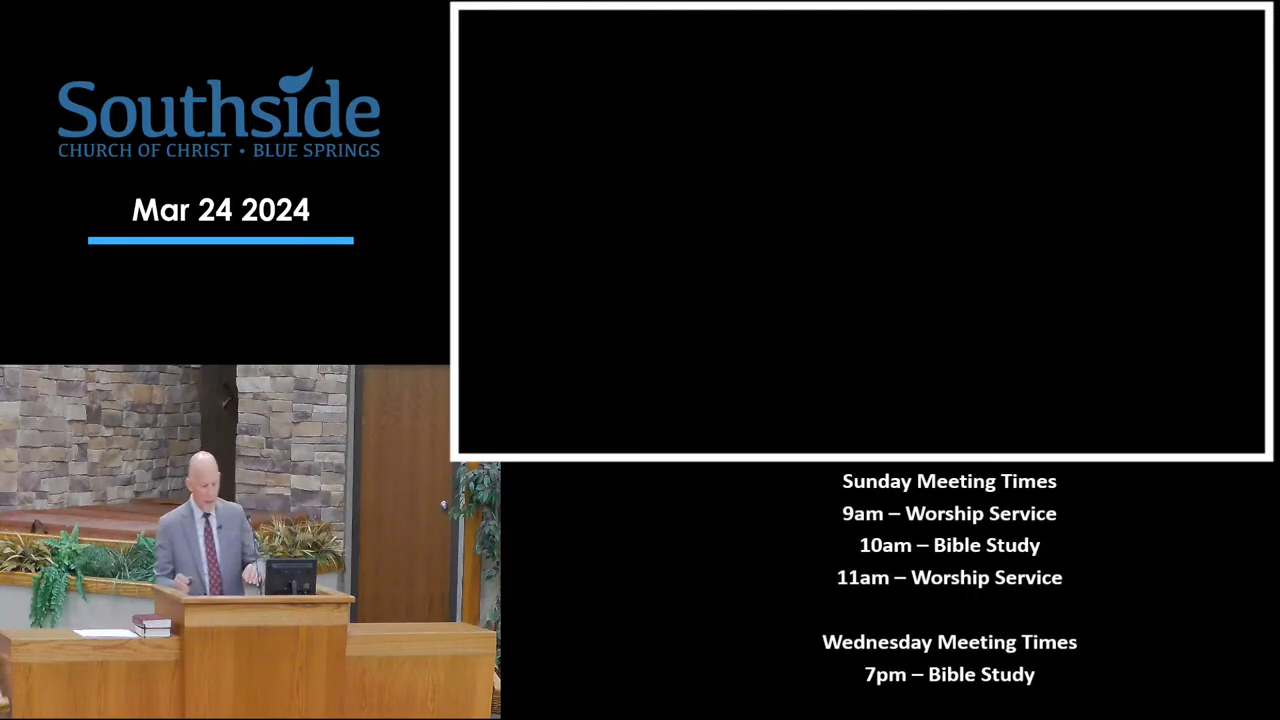 Southside
CHURCH OF CHRIST • BLUE SPRINGS
Mar 24 2024
Sunday Meeting Times
9am – Worship Service
10am – Bible Study
11am – Worship Service
Wednesday Meeting Times
7pm – Bible Study